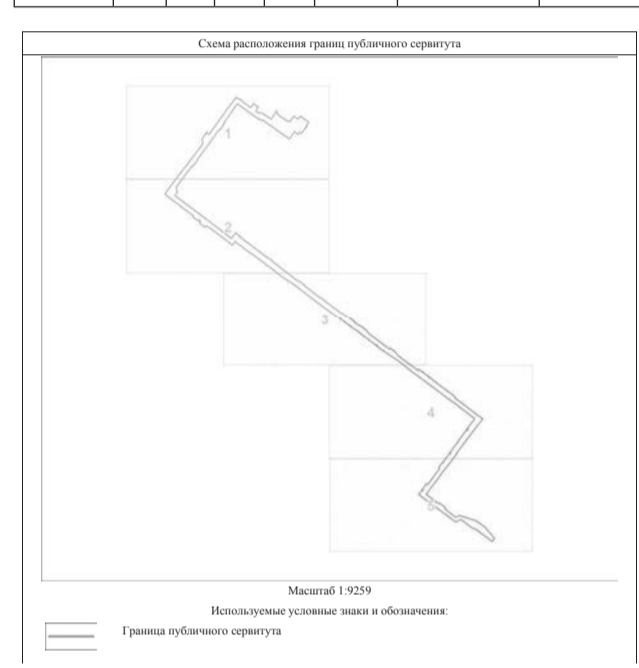 Схема расположения границ публичного сервитута
1
2
3
4
5
Масштаб 1:9259
Используемые условные знаки и обозначения:
Граница публичного сервитута